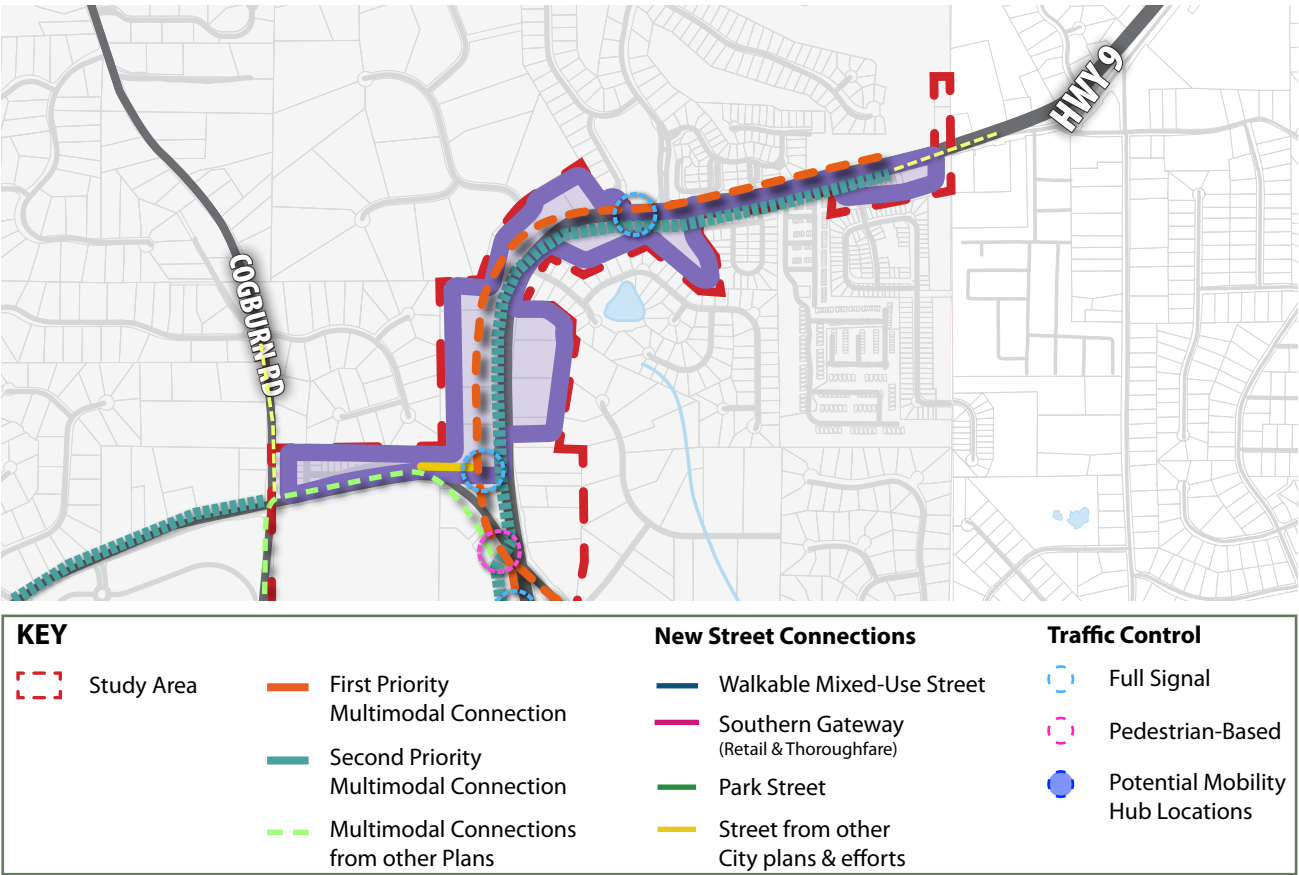 HWY 9
COGBURN RD
KEY
Study Area
First Priority
Multimodal Connection
Second Priority
Multimodal Connection
Multimodal Connections
from other Plans
New Street Connections
Walkable Mixed-Use Street
Southern Gateway
(Retail & Thoroughfare)
Park Street
Street from other
City plans & efforts
Traffic Control
Full Signal
Pedestrian-Based
Potential Mobility
Hub Locations